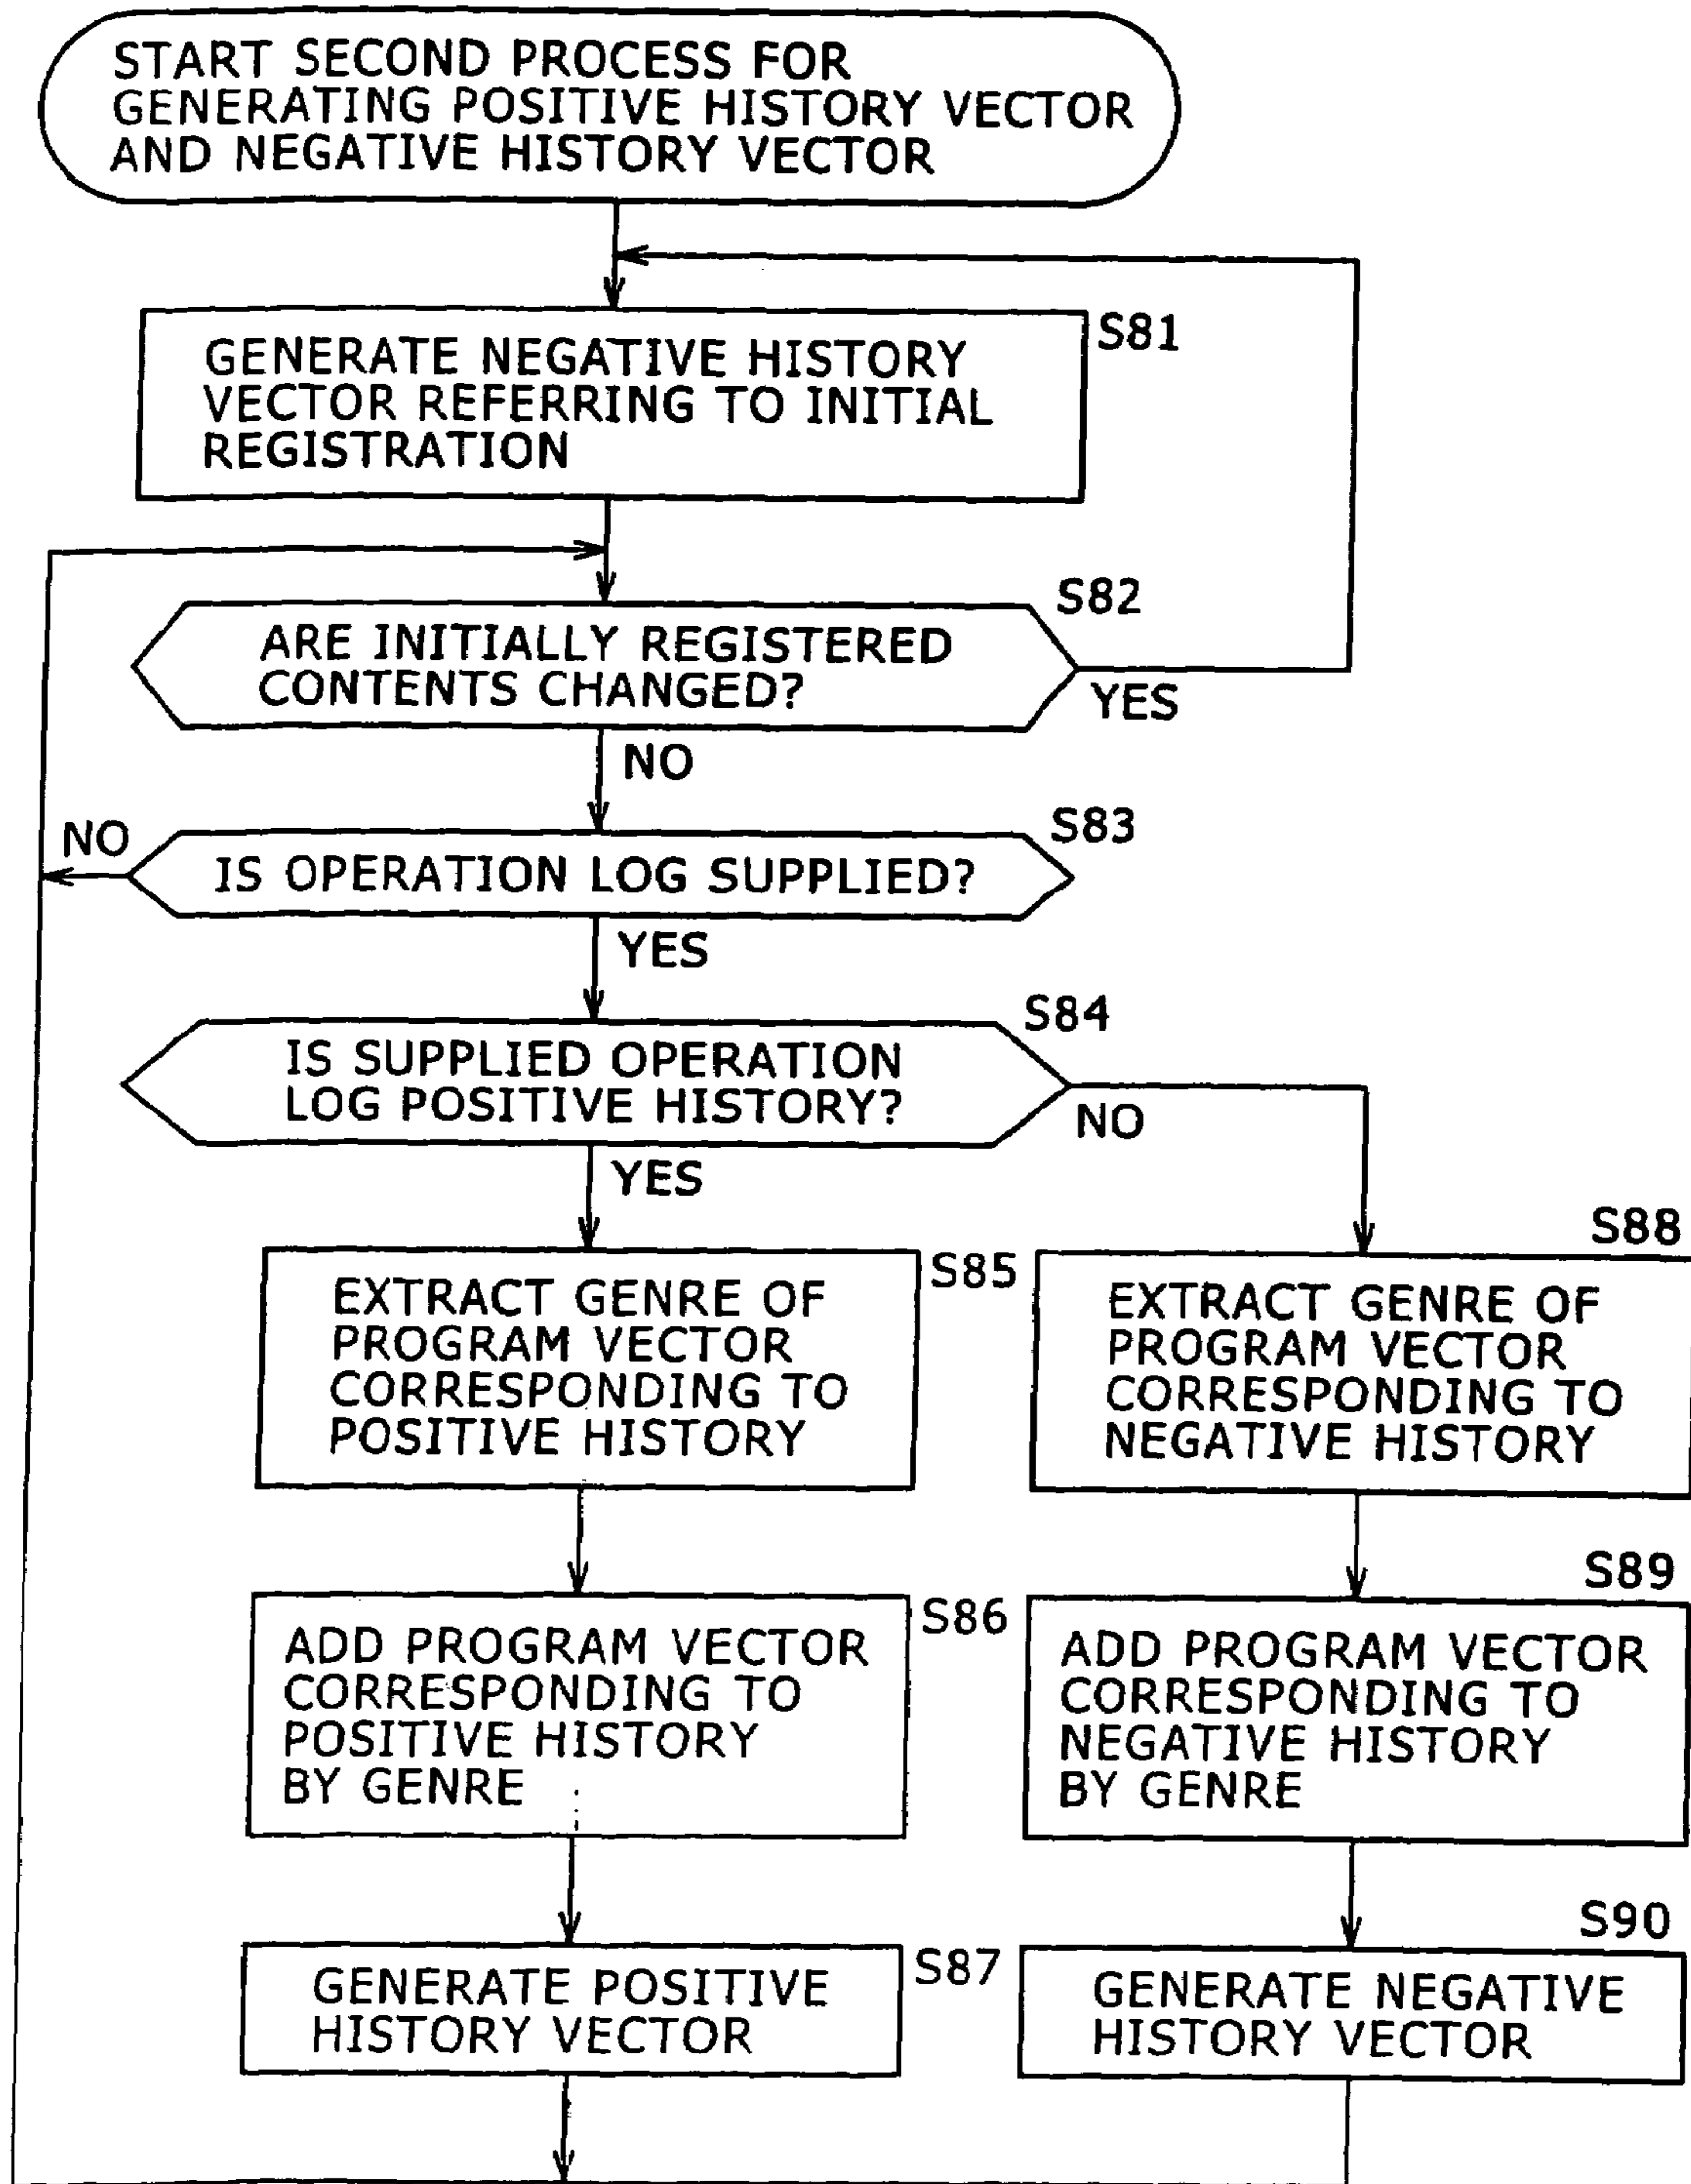 START SECOND PROCESS FOR
GENERATING POSITIVE HISTORY VECTOR
AND NEGATIVE HISTORY VECTOR
S81
GENERATE NEGATIVE HISTORY
VECTOR REFERRING TO INITIAL
REGISTRATION
S82
ARE INITIALLY REGISTERED
CONTENTS CHANGED?
YES
NO
S83
NO
IS OPERATION LOG SUPPLIED?
YES
S84
IS SUPPLIED OPERATION
LOG POSITIVE HISTORY?
NO
YES
S85
EXTRACT GENRE OF
PROGRAM VECTOR
CORRESPONDING TO
POSITIVE HISTORY
S88
EXTRACT GENRE OF
PROGRAM VECTOR
CORRESPONDING TO
NEGATIVE HISTORY
S86
ADD PROGRAM VECTOR
CORRESPONDING TO
POSITIVE HISTORY
BY GENRE
S89
ADD PROGRAM VECTOR
CORRESPONDING TO
NEGATIVE HISTORY
BY GENRE
S87
GENERATE POSITIVE
HISTORY VECTOR
S90
GENERATE NEGATIVE
HISTORY VECTOR